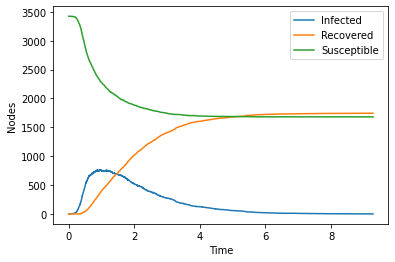 Infected
Recovered
Susceptible
3500
3000
2500
2000
1500
1000
500
0
Nodes
0 2 4 6 8
Time